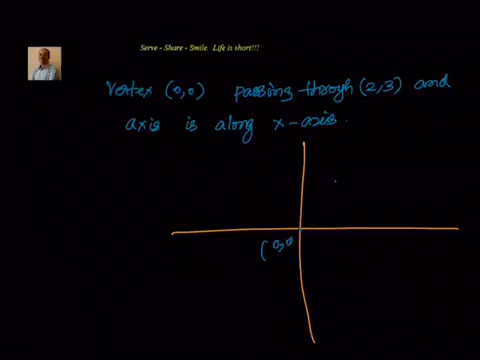 Serve - Share - Smile. Life is short!!!
Vertex (0,0) passing through (2,3) and
axis is along x-axis.
(0,0